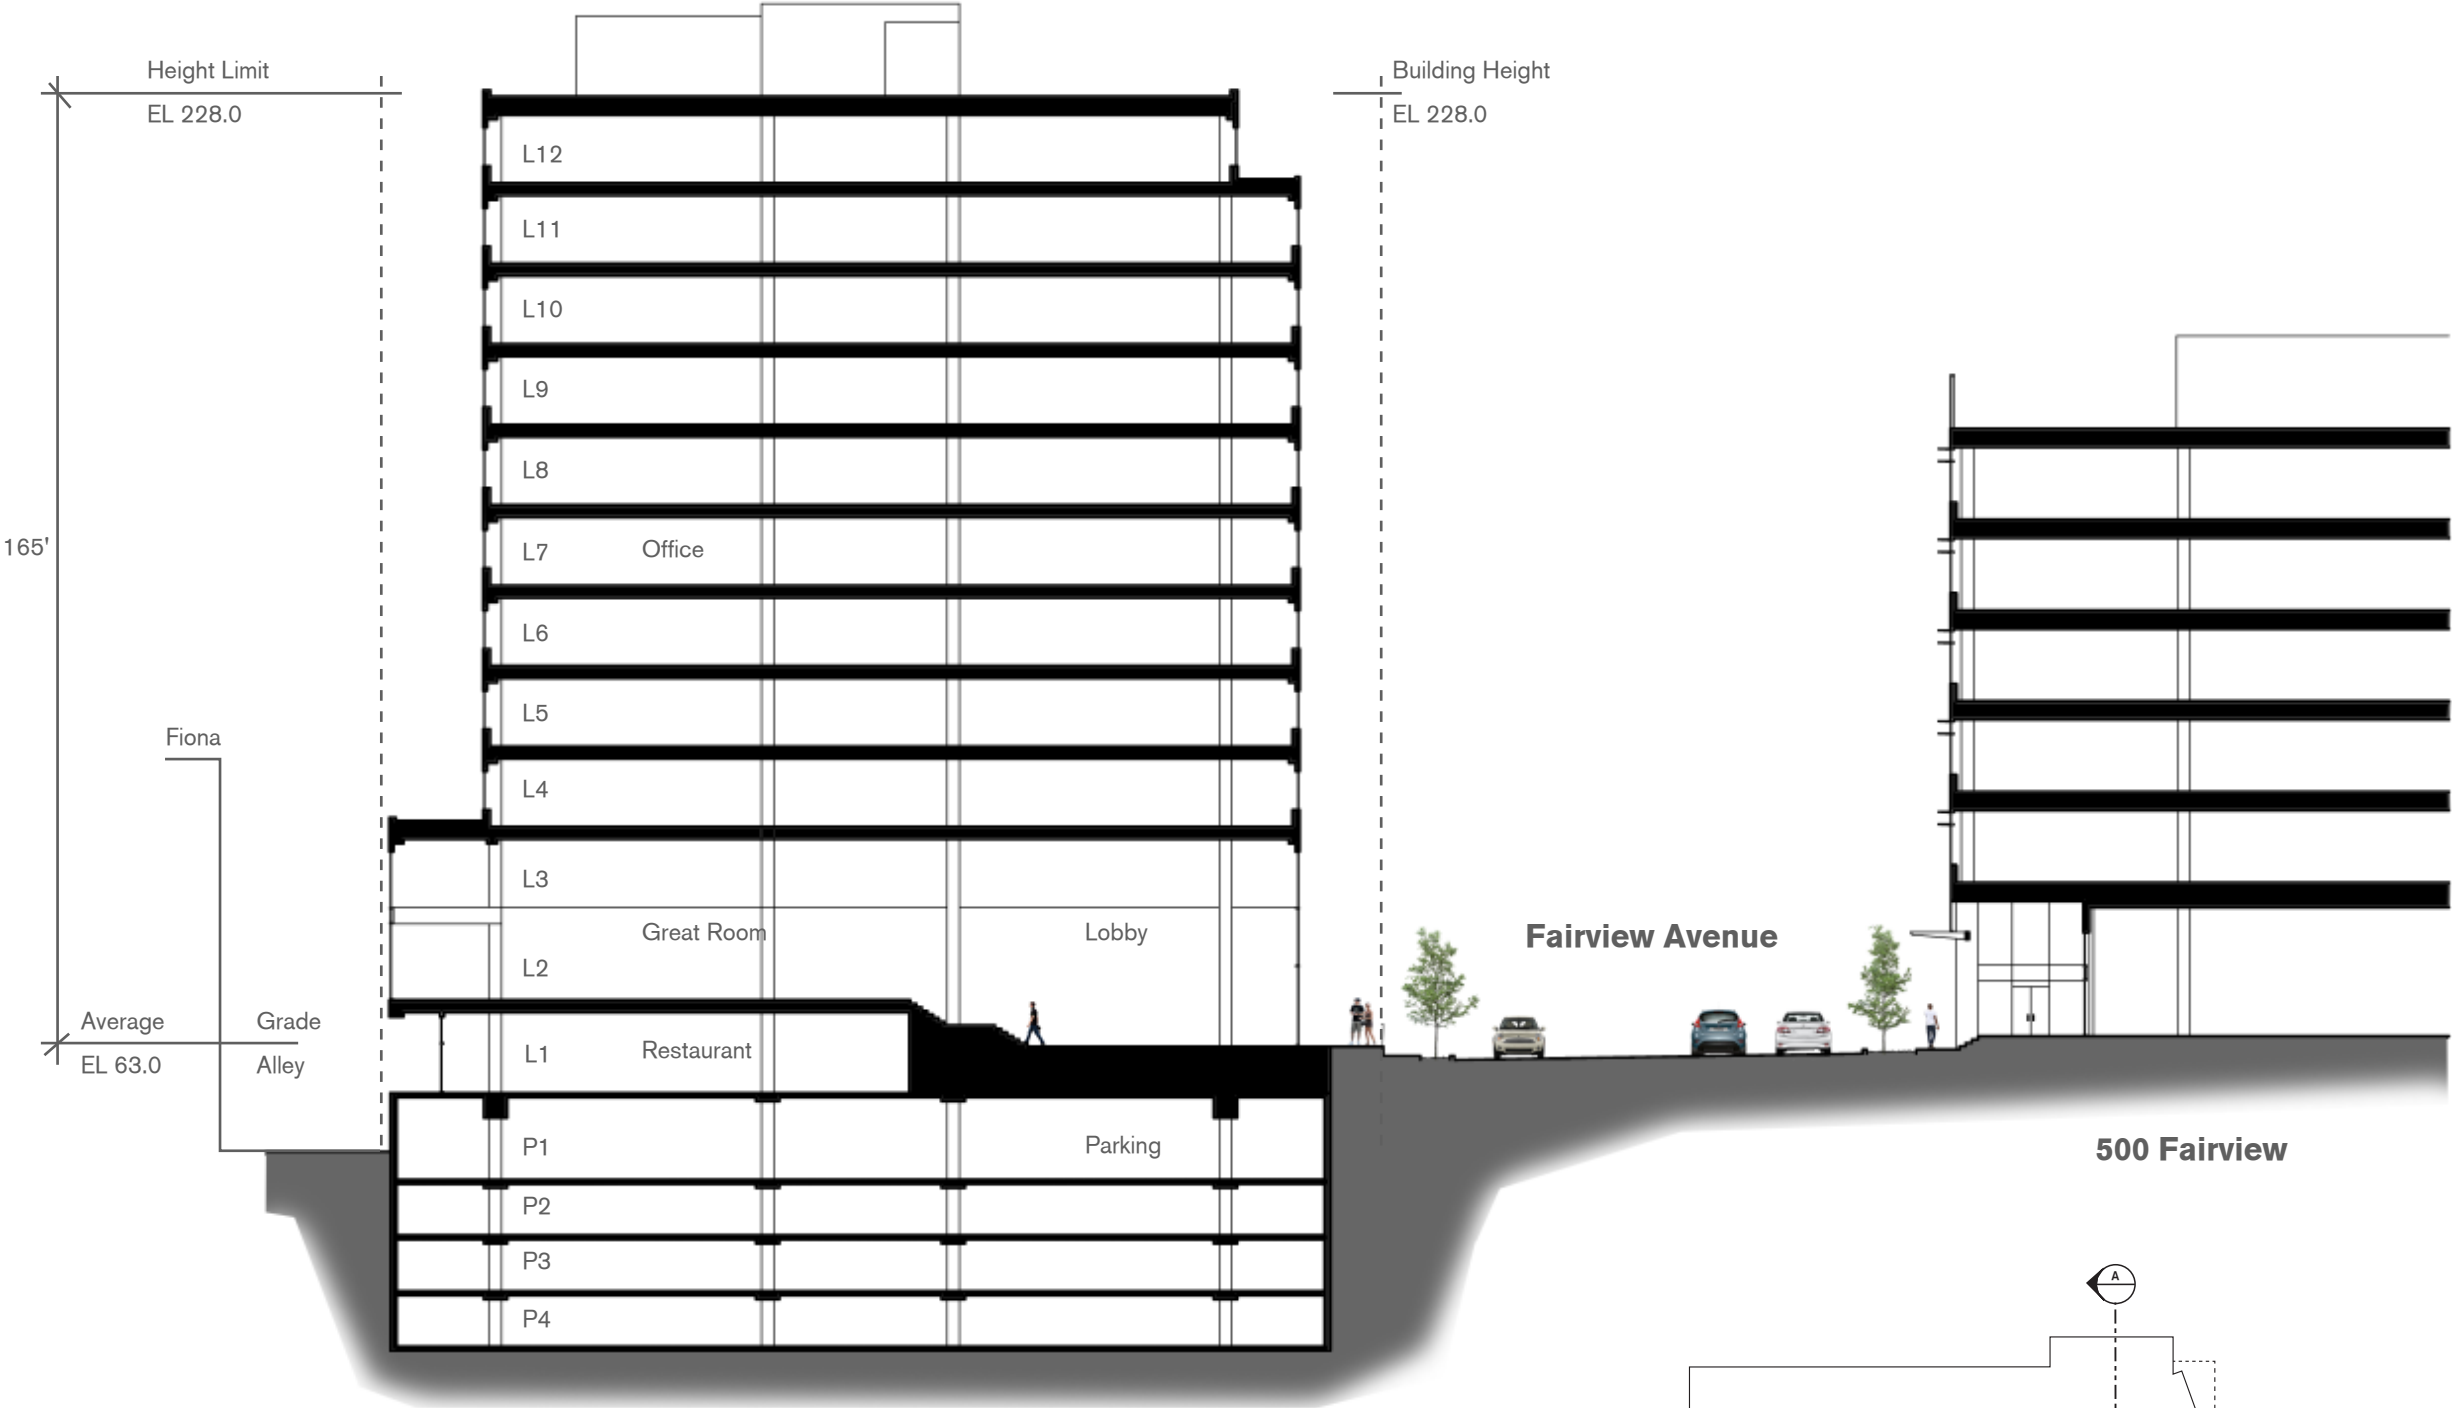 Height Limit
EL 228.0
Building Height
EL 228.0
L12
L11
L10
L9
L8
165'
L7 Office
L6
L5
Fiona
L4
L3
Great Room Lobby
Fairview Avenue
L2
Average Grade
EL 63.0 Alley
L1 Restaurant
P1 Parking
500 Fairview
P2
P3
A
P4